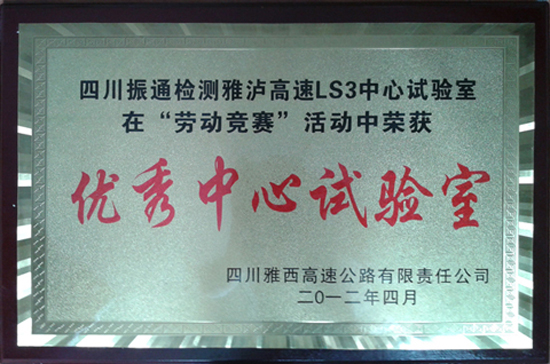 四川振通检测雅泸高速LS3中心试验室
在“劳动竞赛”活动中荣获
优秀中心试验室
四川雅西高速公路有限责任公司
二〇一二年四月